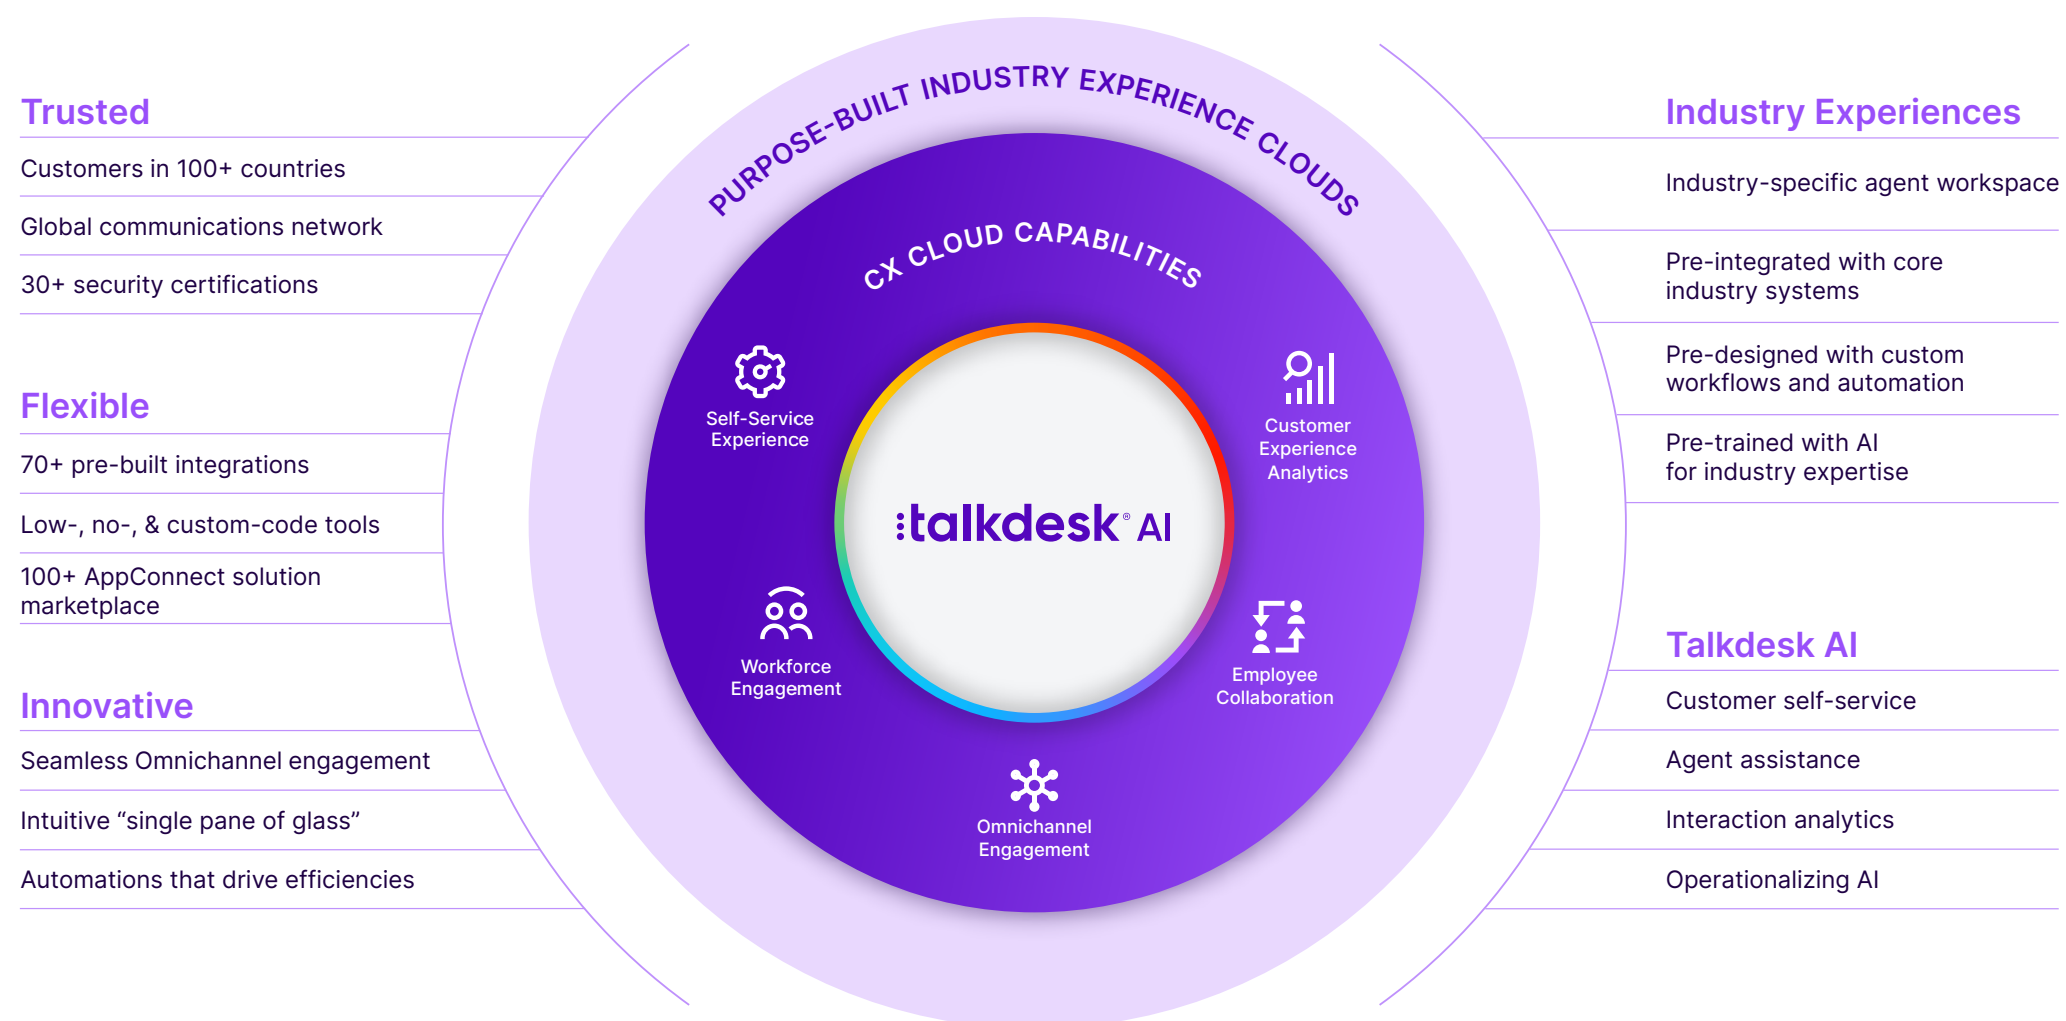 Trusted
Customers in 100+ countries
Global communications network
30+ security certifications
Flexible
70+ pre-built integrations
Low-, no-, & custom-code tools
100+ AppConnect solution
marketplace
Innovative
Seamless Omnichannel engagement
Intuitive “single pane of glass”
Automations that drive efficiencies
PURPOSE-BUILT INDUSTRY EXPERIENCE CLOUDS
CX CLOUD CAPABILITIES
Self-Service
Experience
Customer
Experience
Analytics
talkdesk® AI
Workforce
Engagement
Employee
Collaboration
Omnichannel
Engagement
Industry Experiences
Industry-specific agent workspace
Pre-integrated with core
industry systems
Pre-designed with custom
workflows and automation
Pre-trained with AI
for industry expertise
Talkdesk AI
Customer self-service
Agent assistance
Interaction analytics
Operationalizing AI